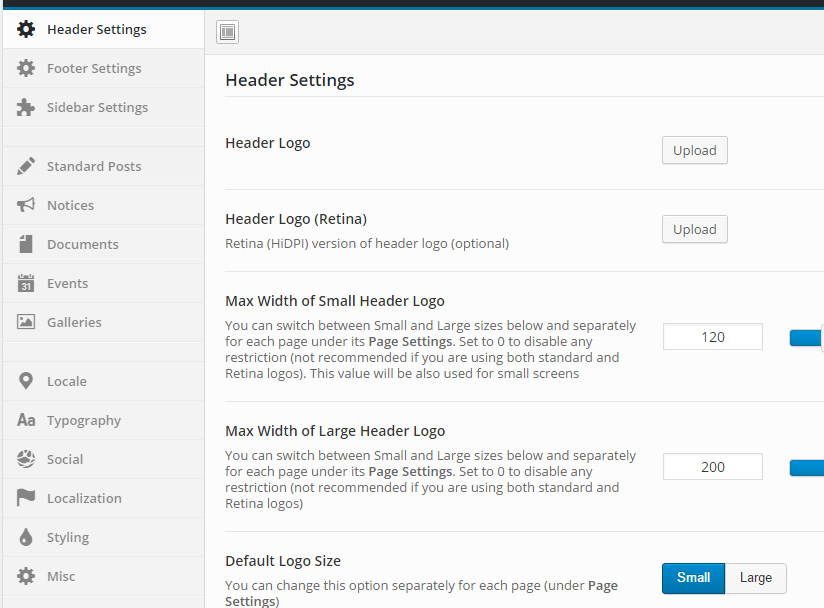 Header Settings
Footer Settings
Sidebar Settings
Standard Posts
Notices
Documents
31
Events
Galleries
Locale
Aa
Typography
Social
Localization
Styling
Misc
Header Settings
Header Logo
Upload
Header Logo (Retina)
Retina (HiDPI) version of header logo (optional)
Upload
Max Width of Small Header Logo
You can switch between Small and Large sizes below and separately
for each page under its Page Settings. Set to 0 to disable any
restriction (not recommended if you are using both standard and
Retina logos). This value will be also used for small screens
120
Max Width of Large Header Logo
You can switch between Small and Large sizes below and separately
for each page under its Page Settings. Set to 0 to disable any
restriction (not recommended if you are using both standard and
Retina logos)
200
Default Logo Size
You can change this option separately for each page (under Page
Settings)
Small
Large